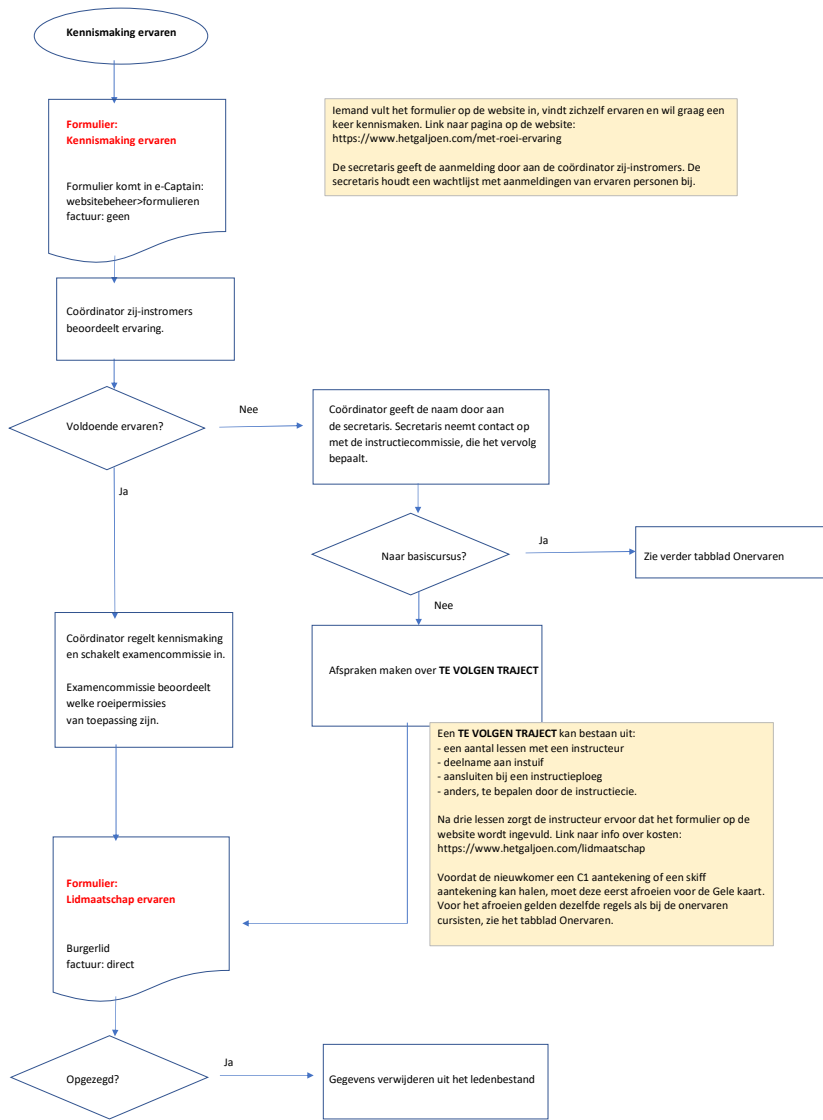 Kennismaking ervaren
Formulier:
Kennismaking ervaren
Formulier komt in e-Captain:
websitebeheer>formulieren
factuur: geen
Iemand vult het formulier op de website in, vindt zichzelf ervaren en wil graag een
keer kennismaken. Link naar pagina op de website:
https://www.hetgaljoen.com/met-roei-ervaring
De secretaris geeft de aanmelding door aan de coördinator zij-instromers. De
secretaris houdt een wachtlijst met aanmeldingen van ervaren personen bij.
Coördinator zij-instromers
beoordeelt ervaring.
Voldoende ervaren?
Nee
Coördinator geeft de naam door aan
de secretaris. Secretaris neemt contact op
met de instructiecommissie, die het vervolg
bepaalt.
Ja
Naar basiscursus?
Ja
Zie verder tabblad Onervaren
Nee
Coördinator regelt kennismaking
en schakelt examencommissie in.
Examencommissie beoordeelt
welke roeipermissies
van toepassing zijn.
Afspraken maken over TE VOLGEN TRAJECT
Een TE VOLGEN TRAJECT kan bestaan uit:
- een aantal lessen met een instructeur
- deelname aan instuif
- aansluiten bij een instructieploeg
- anders, te bepalen door de instructiecie.
Na drie lessen zorgt de instructeur ervoor dat het formulier op de
website wordt ingevuld. Link naar info over kosten:
https://www.hetgaljoen.com/lidmaatschap
Voordat de nieuwkomer een C1 aantekening of een skiff
aantekening kan halen, moet deze eerst afroeien voor de Gele kaart.
Voor het afroeien gelden dezelfde regels als bij de onervaren
cursisten, zie het tabblad Onervaren.
Formulier:
Lidmaatschap ervaren
Burgerlid
factuur: direct
Opgezegd?
Ja
Gegevens verwijderen uit het ledenbestand